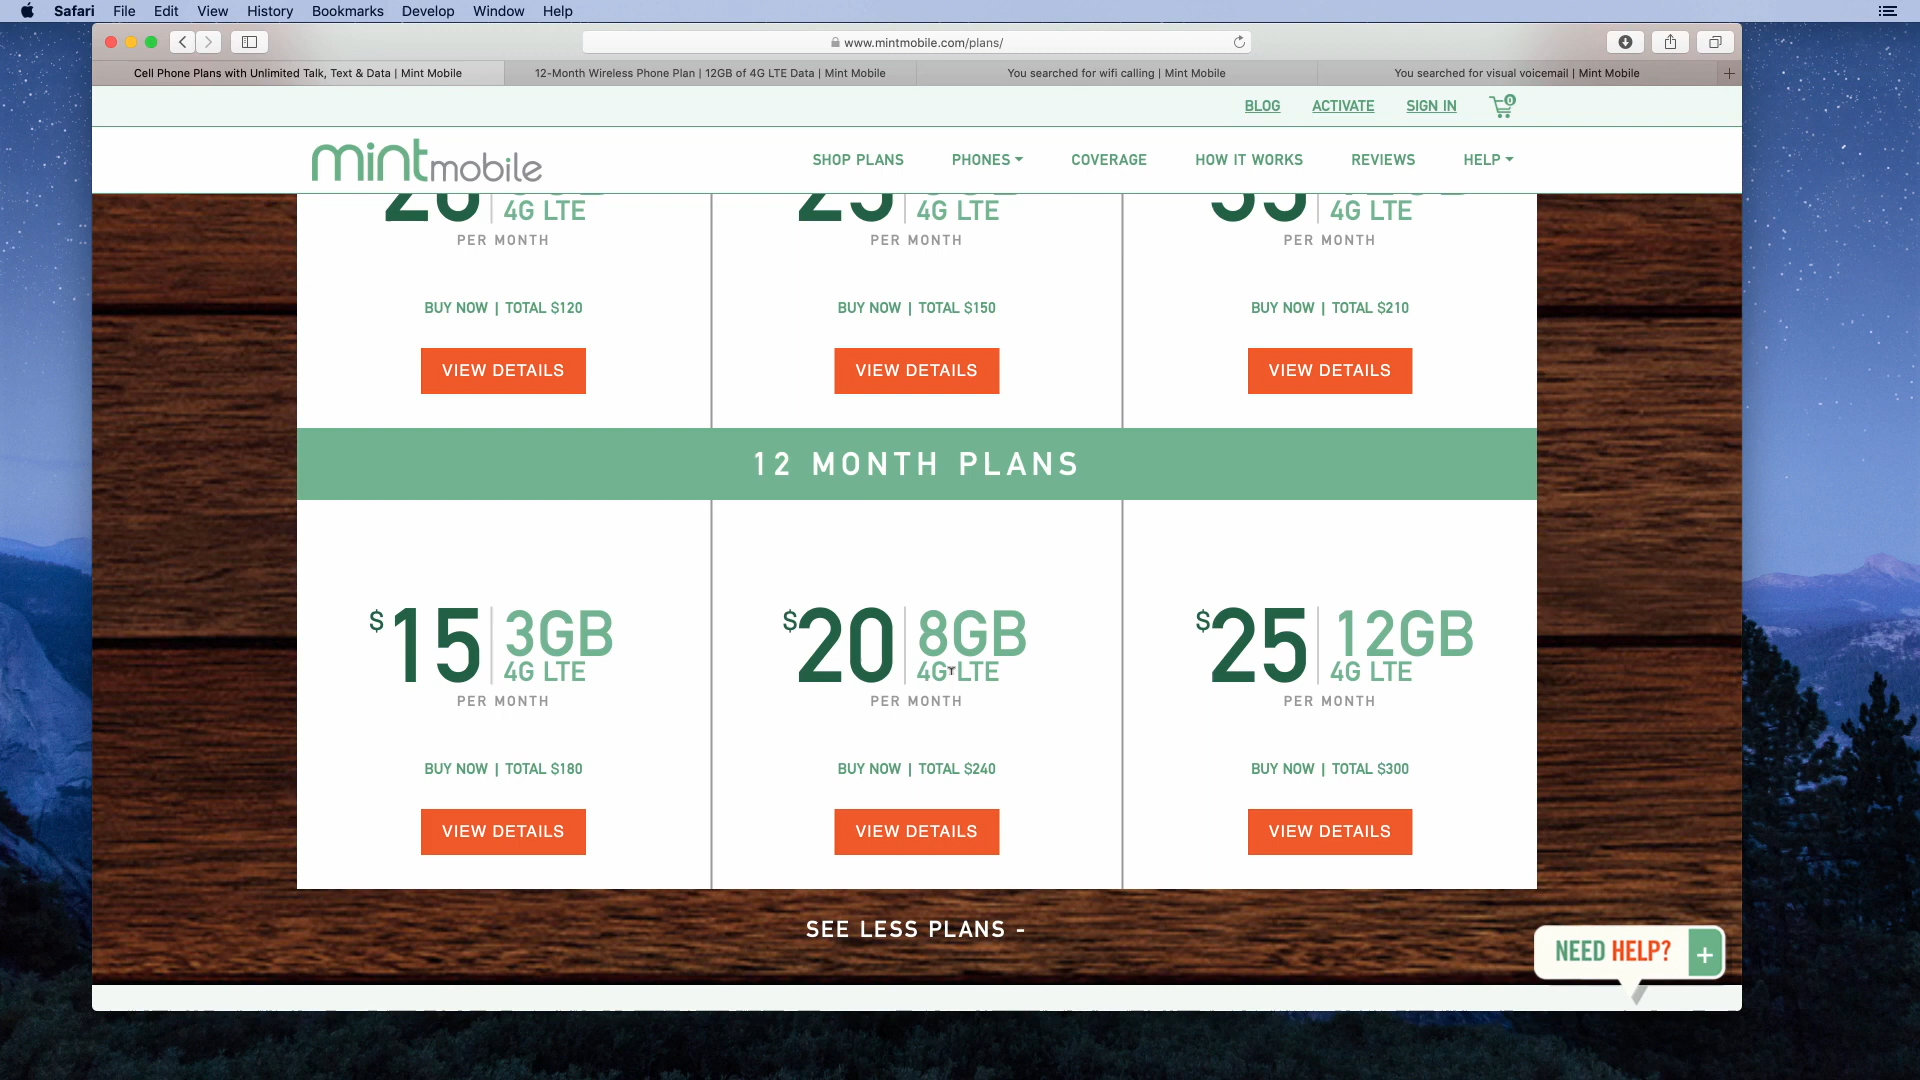 Safari File Edit View History Bookmarks Develop Window Help
www.mintmobile.com/plans/
Cell Phone Plans with Unlimited Talk, Text & Data | Mint Mobile
12-Month Wireless Phone Plan | 12GB of 4G LTE Data | Mint Mobile
You searched for wifi calling | Mint Mobile
You searched for visual voicemail | Mint Mobile
BLOG ACTIVATE SIGN IN 0
mintmobile
SHOP PLANS PHONES COVERAGE HOW IT WORKS REVIEWS HELP
4G LTE
PER MONTH
BUY NOW | TOTAL $120
VIEW DETAILS
4G LTE
PER MONTH
BUY NOW | TOTAL $150
VIEW DETAILS
4G LTE
PER MONTH
BUY NOW | TOTAL $210
VIEW DETAILS
12 MONTH PLANS
$15 3GB
4G LTE
PER MONTH
BUY NOW | TOTAL $180
VIEW DETAILS
$20 8GB
4G LTE
PER MONTH
BUY NOW | TOTAL $240
VIEW DETAILS
$25 12GB
4G LTE
PER MONTH
BUY NOW | TOTAL $300
VIEW DETAILS
SEE LESS PLANS -
NEED HELP? +